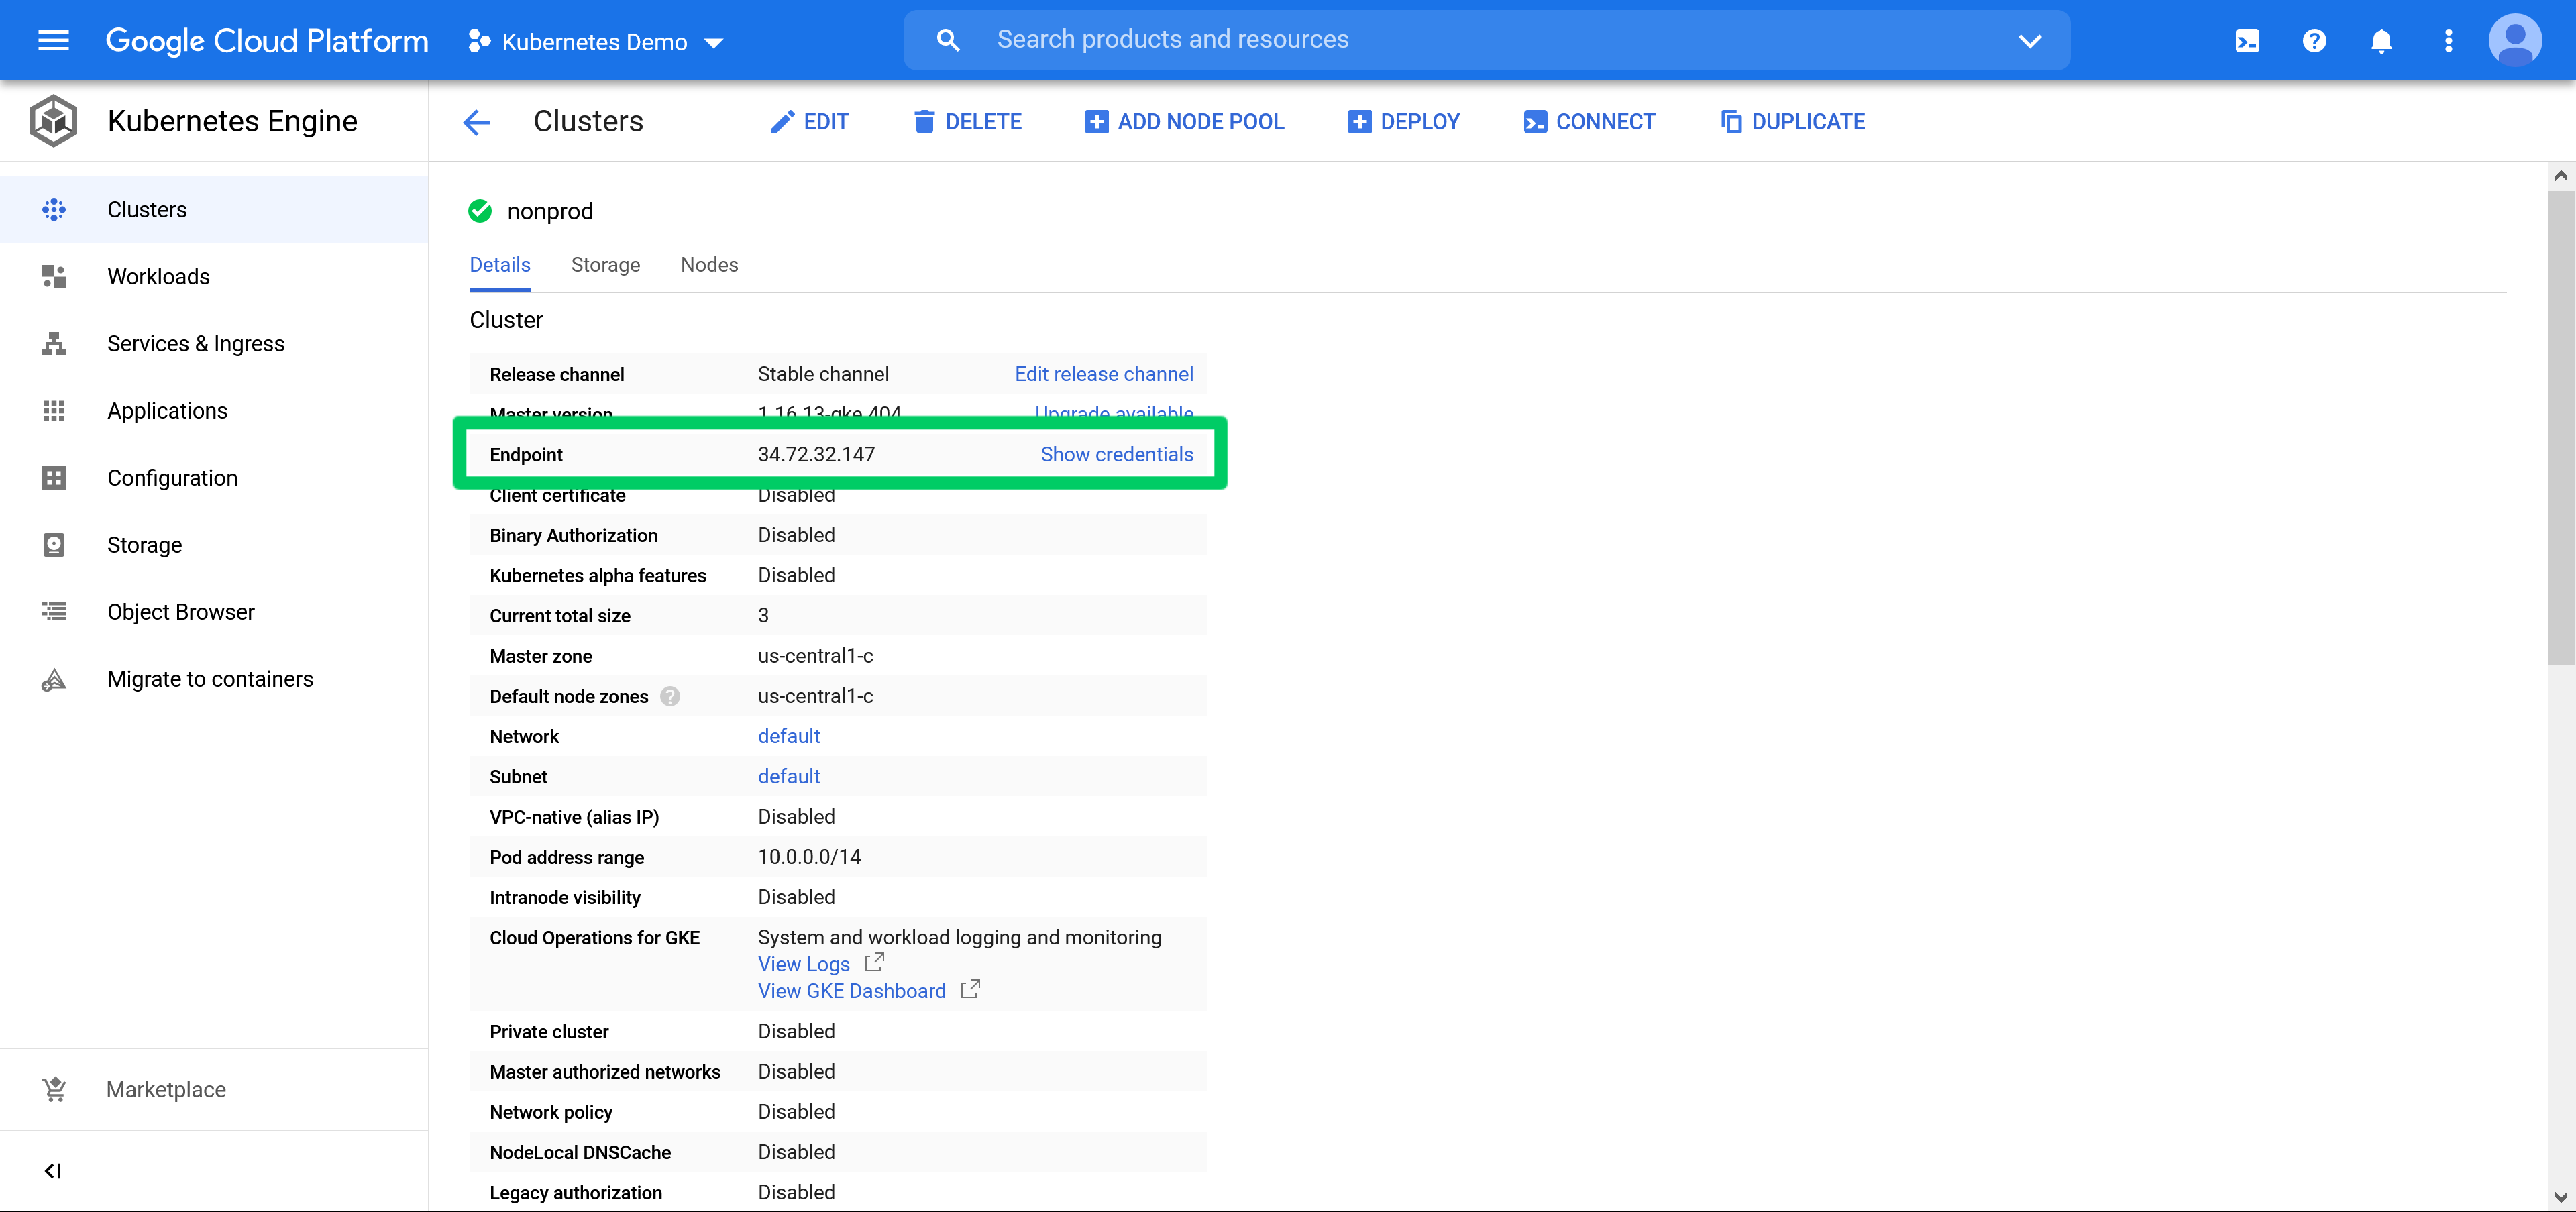 Google Cloud Platform
Kubernetes Demo
Search products and resources
Kubernetes Engine
Clusters
EDIT
DELETE
ADD NODE POOL
DEPLOY
CONNECT
DUPLICATE
Clusters
Workloads
Services & Ingress
Applications
Configuration
Storage
Object Browser
Migrate to containers
Marketplace
nonprod
Details Storage Nodes
Cluster
Release channel Stable channel Edit release channel
Master version 1.16.13-gke.404 Upgrade available
Endpoint 34.72.32.147 Show credentials
Client certificate Disabled
Binary Authorization Disabled
Kubernetes alpha features Disabled
Current total size 3
Master zone us-central1-c
Default node zones us-central1-c
Network default
Subnet default
VPC-native (alias IP) Disabled
Pod address range 10.0.0.0/14
Intranode visibility Disabled
Cloud Operations for GKE System and workload logging and monitoring
View Logs
View GKE Dashboard
Private cluster Disabled
Master authorized networks Disabled
Network policy Disabled
NodeLocal DNSCache Disabled
Legacy authorization Disabled